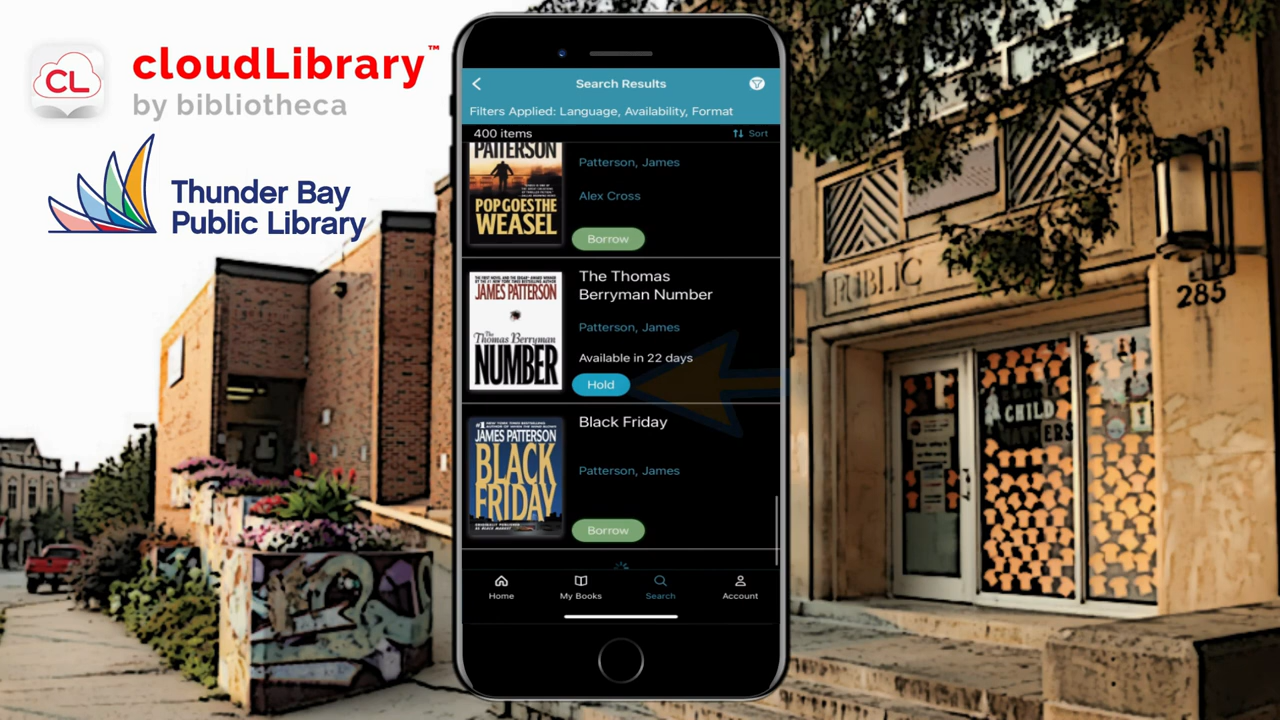 CL
cloudLibrary™
by bibliotheca
Thunder Bay
Public Library
Search Results
Filters Applied: Language, Availability, Format
400 items
Sort
PATTERSON
POP GOES THE
WEASEL
Patterson, James
Alex Cross
Borrow
JAMES PATTERSON
The
Thomas Berryman
NUMBER
The Thomas
Berryman Number
Patterson, James
Available in 22 days
Hold
JAMES PATTERSON
BLACK
FRIDAY
Black Friday
Patterson, James
Borrow
Home
My Books
Search
Account
PUBLIC
285
CHILD